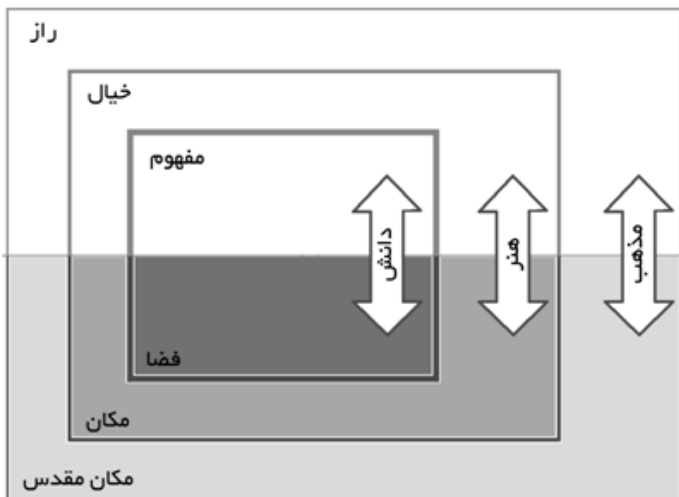 راز
خیال
مفهوم
دانش
هنر
مذهب
فضا
مکان
مکان مقدس